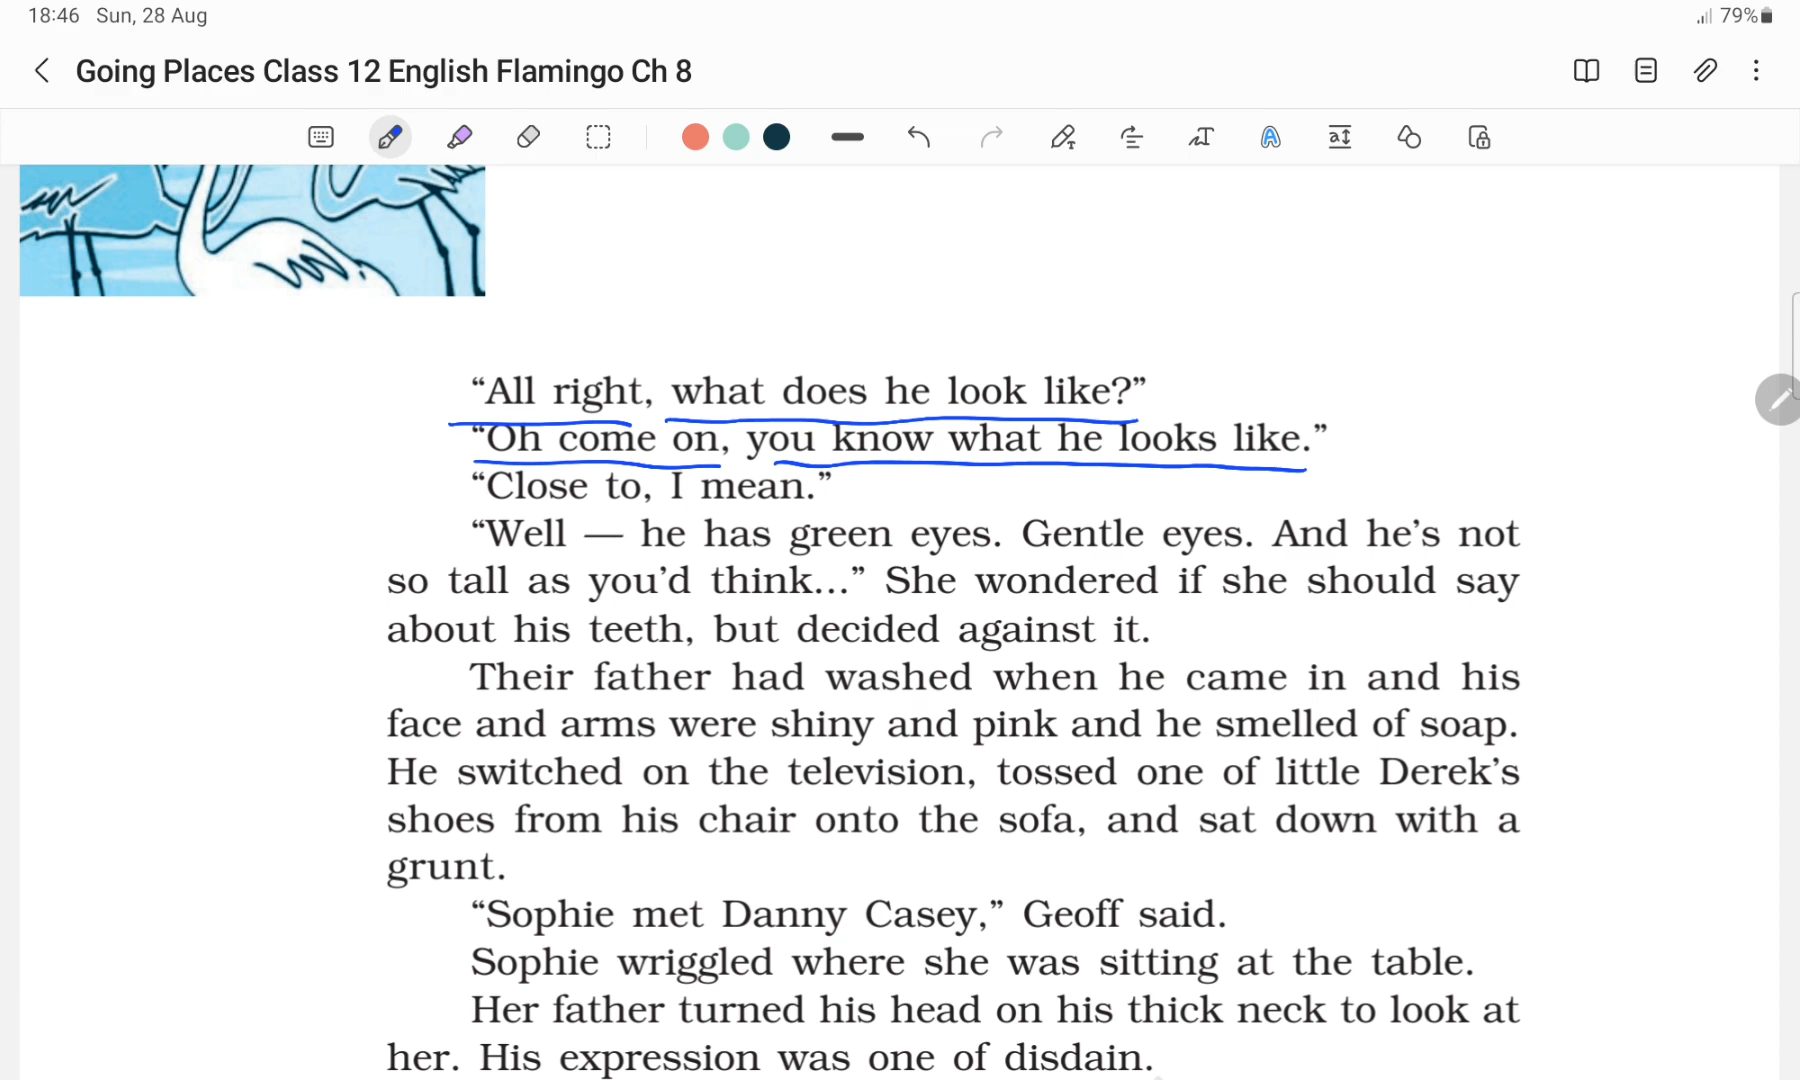 18:46 Sun, 28 Aug 79%
Going Places Class 12 English Flamingo Ch 8
“All right, what does he look like?”
“Oh come on, you know what he looks like.”
“Close to, I mean.”
“Well — he has green eyes. Gentle eyes. And he’s not
so tall as you’d think...” She wondered if she should say
about his teeth, but decided against it.
Their father had washed when he came in and his
face and arms were shiny and pink and he smelled of soap.
He switched on the television, tossed one of little Derek’s
shoes from his chair onto the sofa, and sat down with a
grunt.
“Sophie met Danny Casey,” Geoff said.
Sophie wriggled where she was sitting at the table.
Her father turned his head on his thick neck to look at
her. His expression was one of disdain.